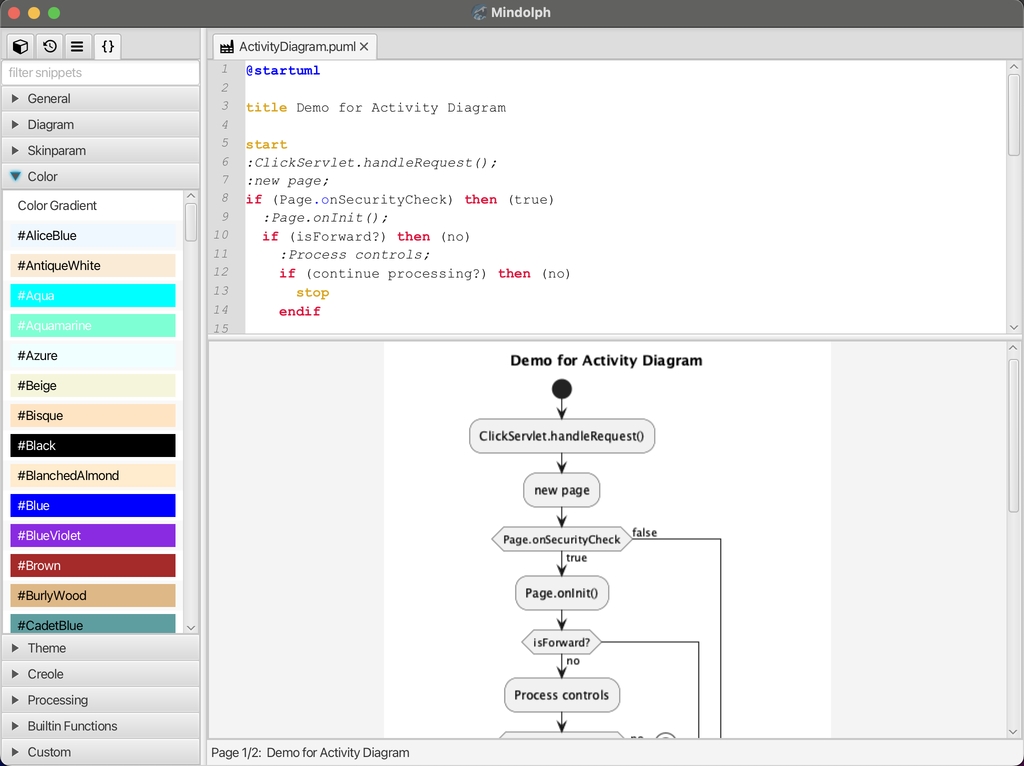 Mindolph
{}
ActivityDiagram.puml ×
filter snippets
General
Diagram
Skinparam
Color
Color Gradient
#AliceBlue
#AntiqueWhite
#Aqua
#Aquamarine
#Azure
#Beige
#Bisque
#Black
#BlanchedAlmond
#Blue
#BlueViolet
#Brown
#BurlyWood
#CadetBlue
Theme
Creole
Processing
Builtin Functions
Custom
1 @startuml
2
3 title Demo for Activity Diagram
4
5 start
6 :ClickServlet.handleRequest();
7 :new page;
8 if (Page.onSecurityCheck) then (true)
9 :Page.onInit();
10 if (isForward?) then (no)
11 :Process controls;
12 if (continue processing?) then (no)
13 stop
14 endif
15
Demo for Activity Diagram
ClickServlet.handleRequest()
new page
Page.onSecurityCheck
false
true
Page.onInit()
isForward?
no
Process controls
no
Page 1/2: Demo for Activity Diagram